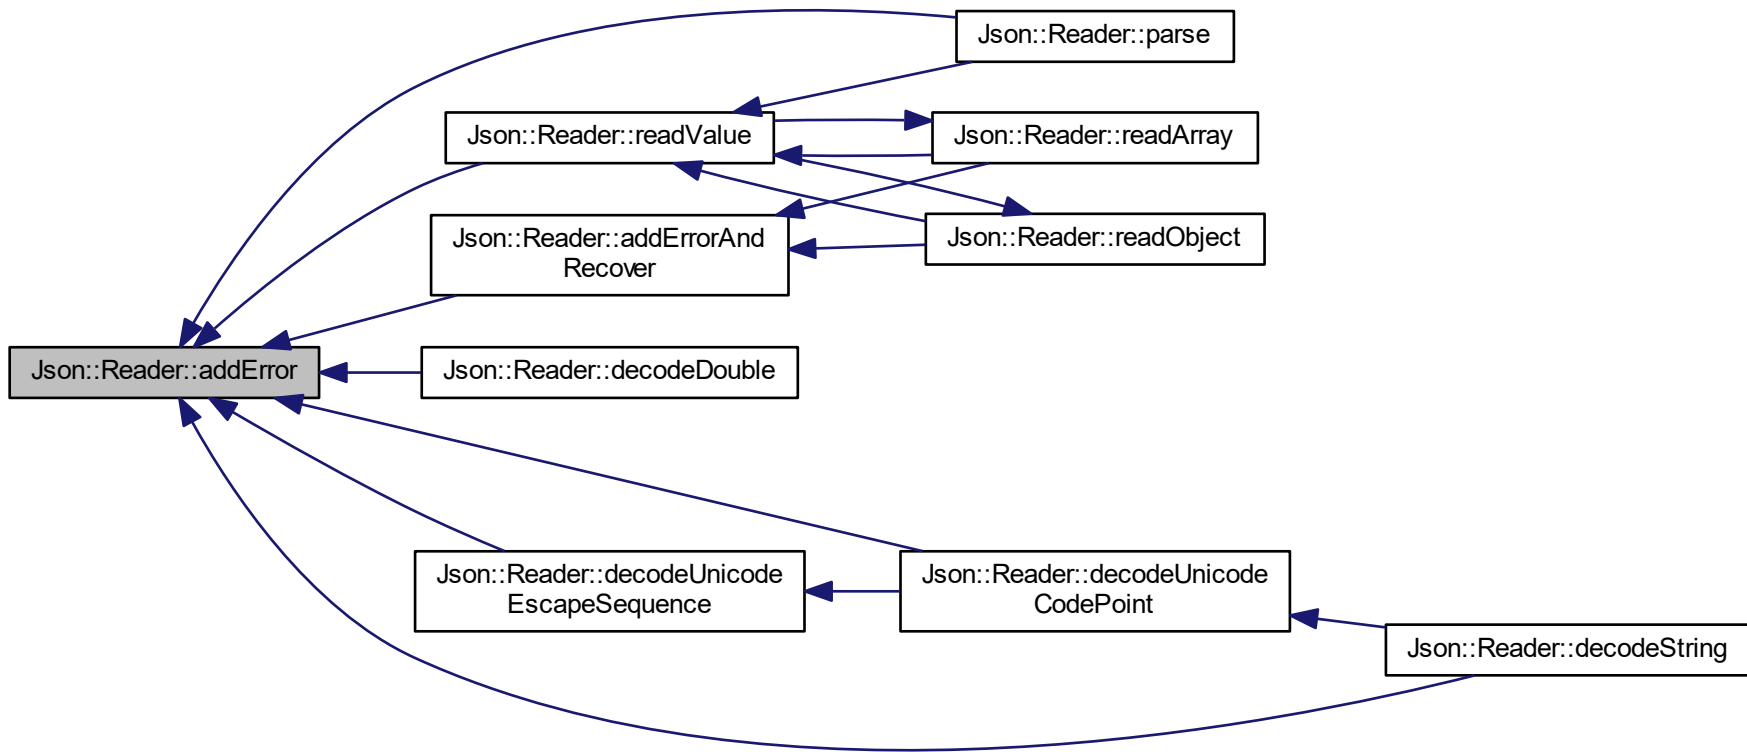 Json::Reader::parse
Json::Reader::readValue
Json::Reader::readArray
Json::Reader::addErrorAnd
Recover
Json::Reader::readObject
Json::Reader::addError
Json::Reader::decodeDouble
Json::Reader::decodeUnicode
EscapeSequence
Json::Reader::decodeUnicode
CodePoint
Json::Reader::decodeString